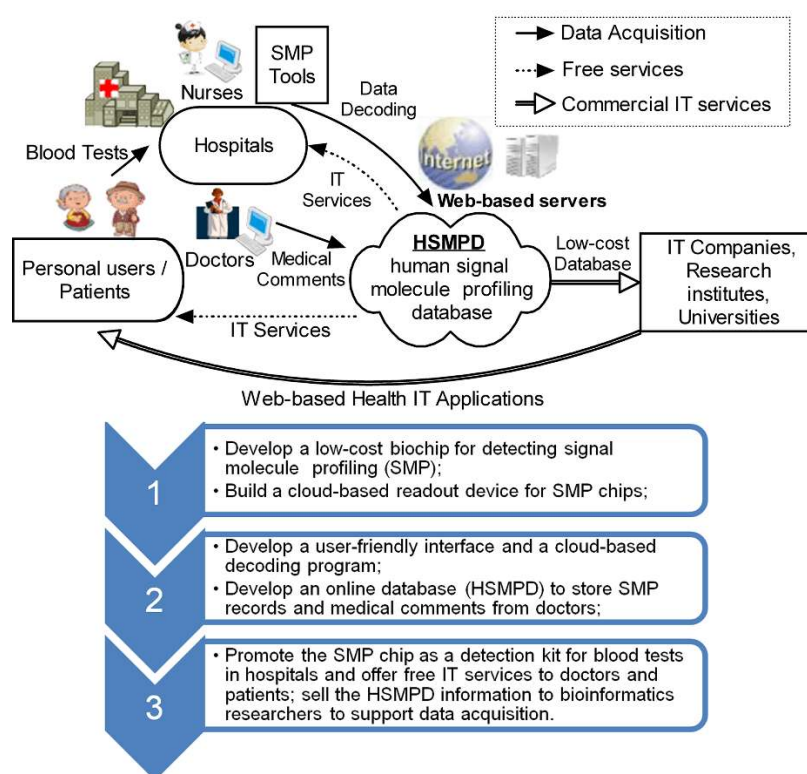 SMP
Tools
Nurses
Data
Decoding
Data Acquisition
Free services
Commercial IT services
Blood Tests
Hospitals
IT
Services
Internet
Web-based servers
Personal users /
Patients
Doctors
Medical
Comments
HSMPD
human signal
molecule profiling
database
Low-cost
Database
IT Companies,
Research
institutes,
Universities
IT Services
Web-based Health IT Applications
1
• Develop a low-cost biochip for detecting signal
molecule profiling (SMP);
• Build a cloud-based readout device for SMP chips;
2
• Develop a user-friendly interface and a cloud-based
decoding program;
• Develop an online database (HSMPD) to store SMP
records and medical comments from doctors;
3
• Promote the SMP chip as a detection kit for blood tests
in hospitals and offer free IT services to doctors and
patients; sell the HSMPD information to bioinformatics
researchers to support data acquisition.